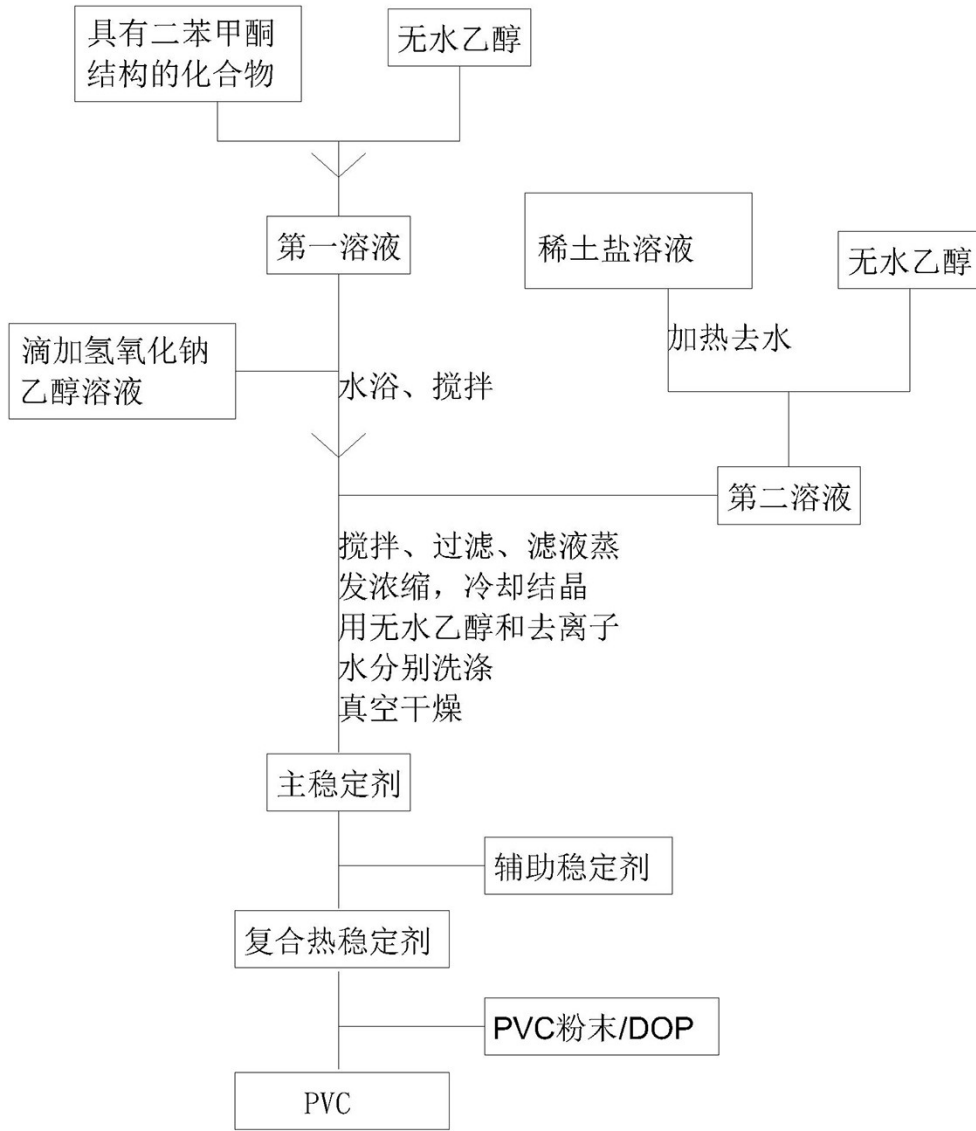 具有二苯甲酮
结构的化合物
无水乙醇
第一溶液
稀土盐溶液
无水乙醇
滴加氢氧化钠
乙醇溶液
水浴、搅拌
加热去水
第二溶液
搅拌、过滤、滤液蒸
发浓缩，冷却结晶
用无水乙醇和去离子
水分别洗涤
真空干燥
主稳定剂
辅助稳定剂
复合热稳定剂
PVC粉末/DOP
PVC